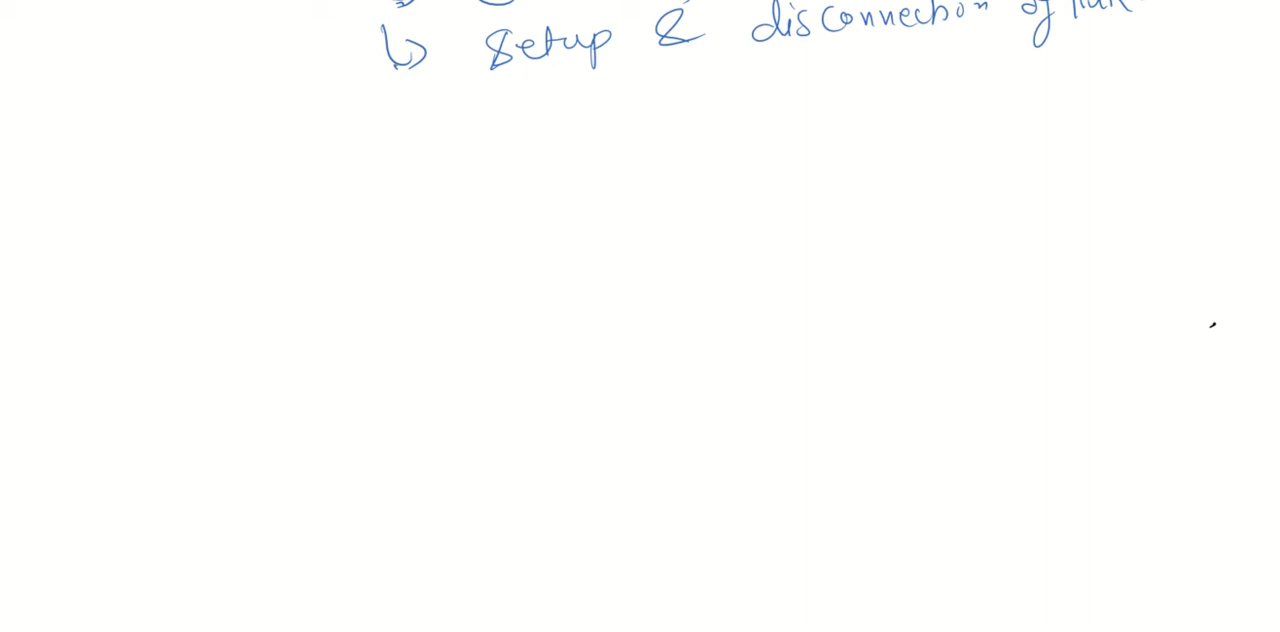 ↳ Setup & disconnection of